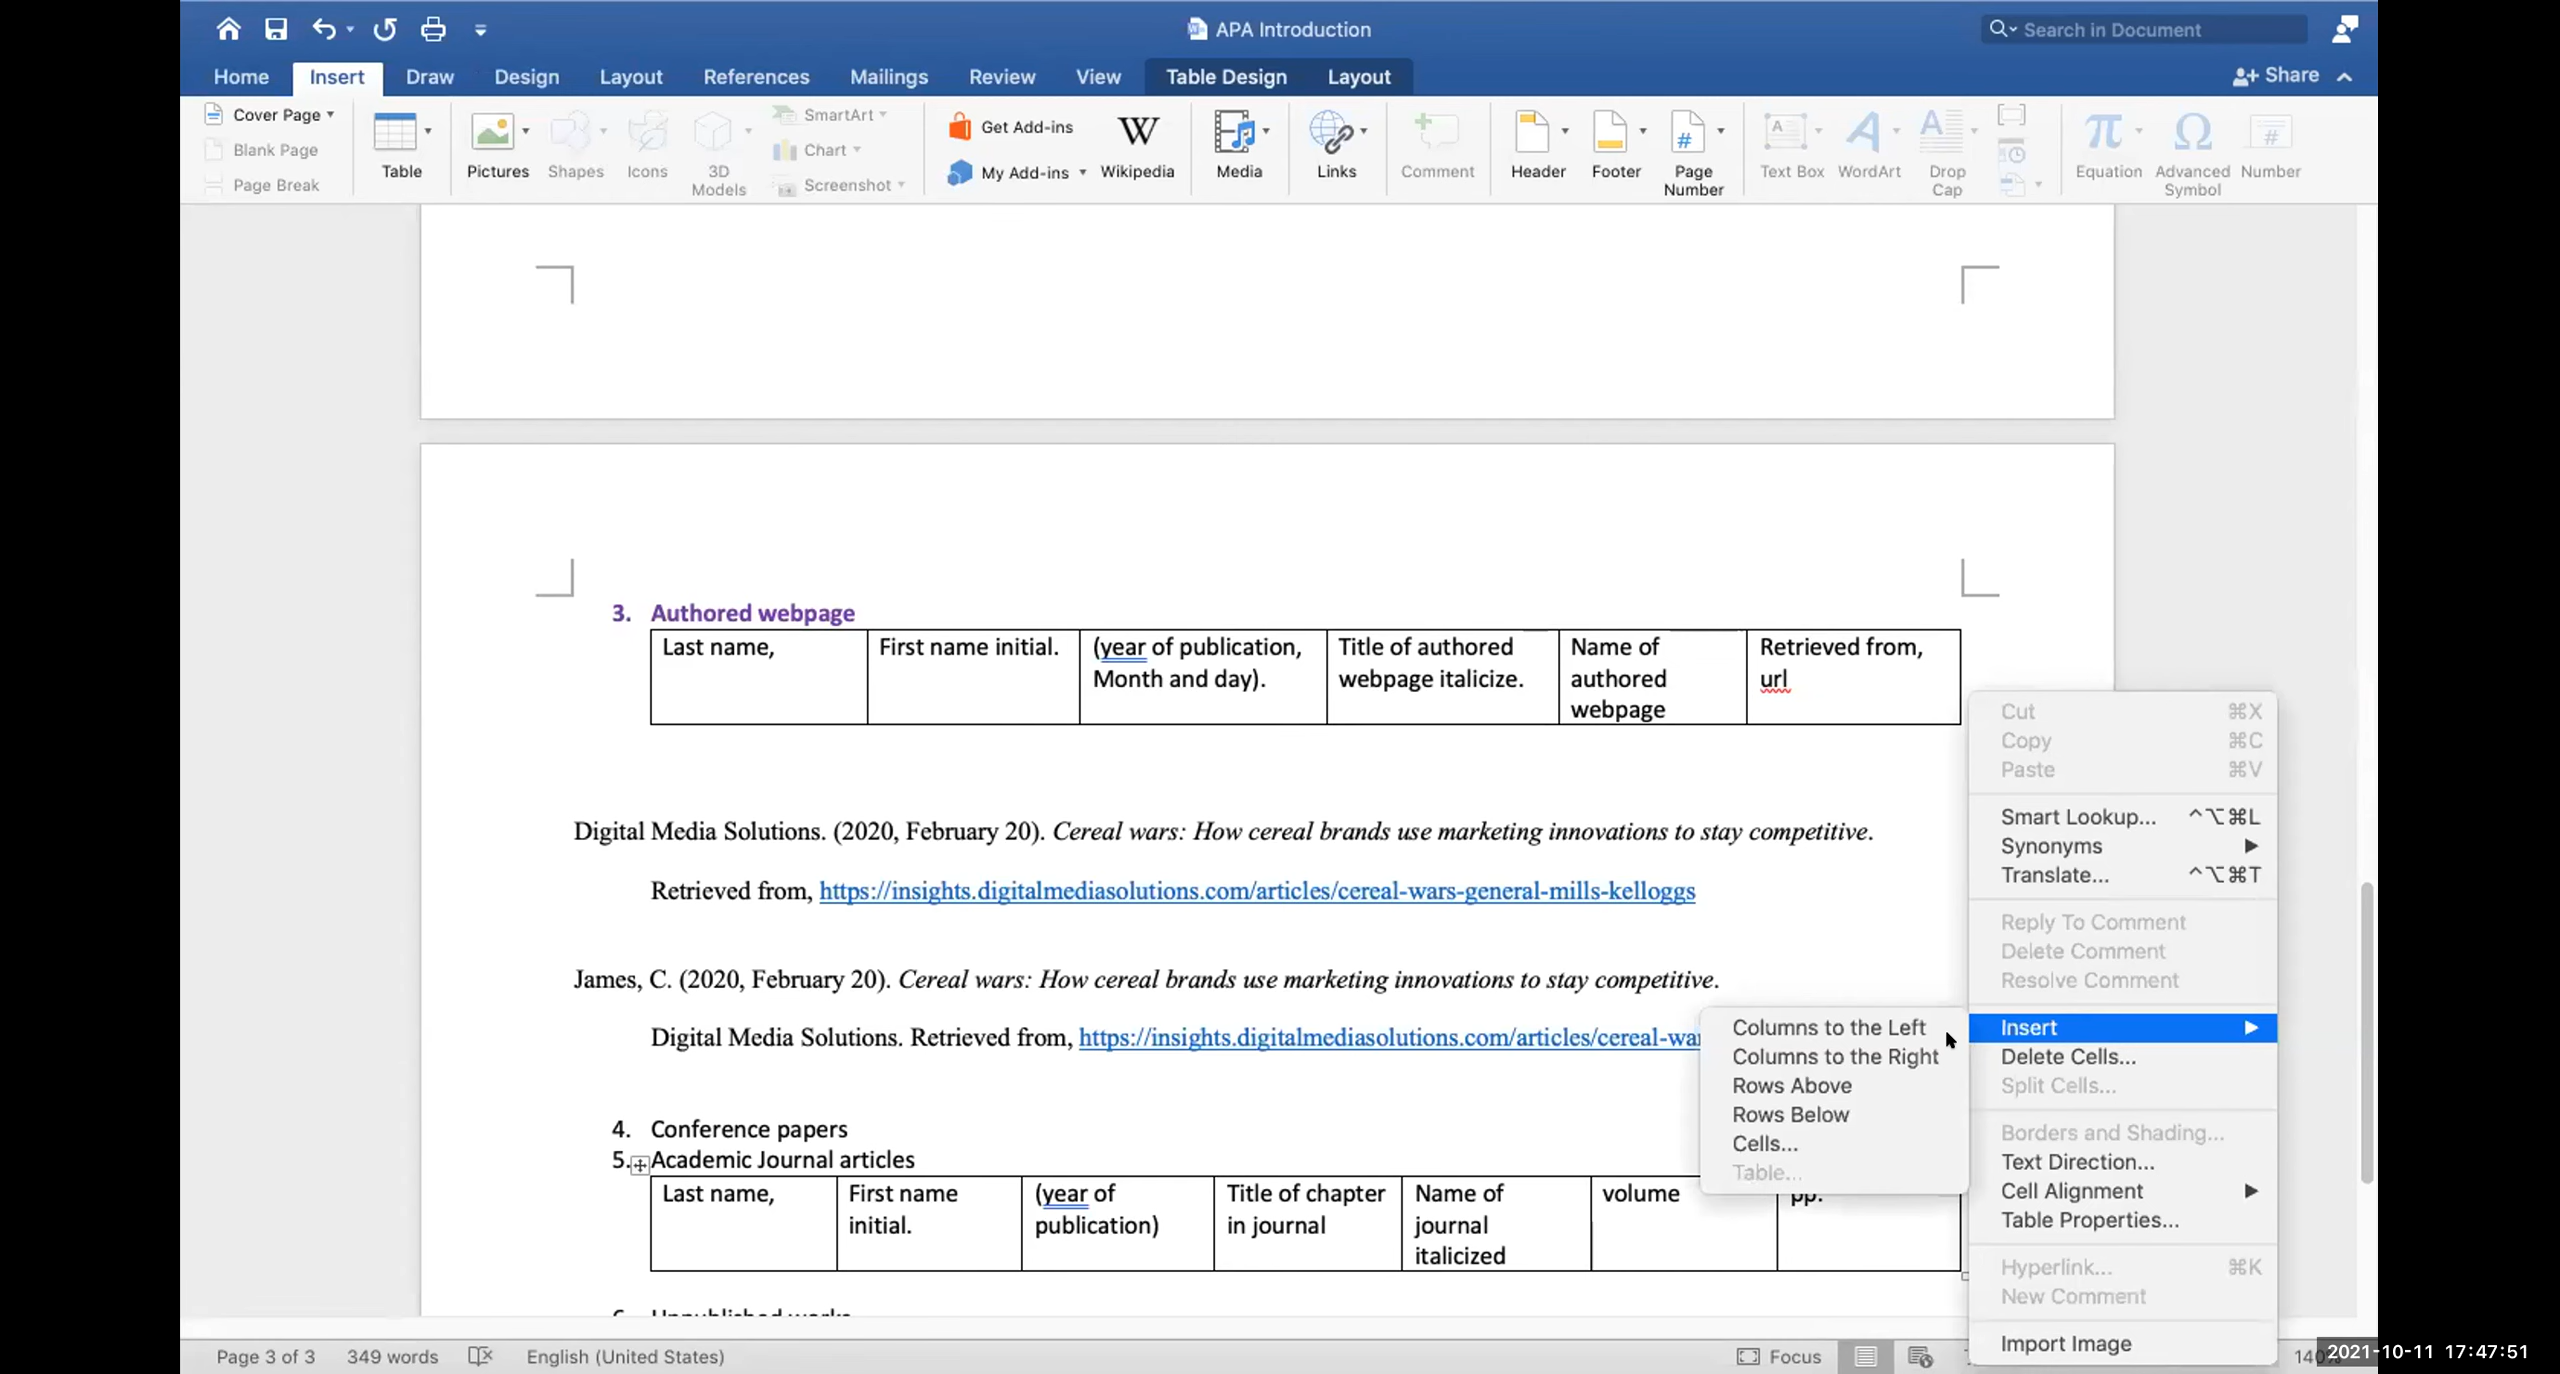 APA Introduction
Search in Document
Home Insert Draw Design Layout References Mailings Review View Table Design Layout Share
Cover Page
Blank Page
Page Break
Table
Pictures
Shapes
Icons
3D
Models
SmartArt
Chart
Screenshot
Get Add-ins
My Add-ins
Wikipedia
Media
Links
Comment
Header
Footer
Page
Number
Text Box
WordArt
Drop
Cap
Equation
Advanced
Symbol
Number
3. Authored webpage
Last name,
First name initial.
(year of publication,
Month and day).
Title of authored
webpage italicize.
Name of
authored
webpage
Retrieved from,
url
Digital Media Solutions. (2020, February 20). Cereal wars: How cereal brands use marketing innovations to stay competitive.
Retrieved from, https://insights.digitalmediasolutions.com/articles/cereal-wars-general-mills-kelloggs
James, C. (2020, February 20). Cereal wars: How cereal brands use marketing innovations to stay competitive.
Digital Media Solutions. Retrieved from, https://insights.digitalmediasolutions.com/articles/cereal-wa
4. Conference papers
5. Academic Journal articles
Last name,
First name
initial.
(year of
publication)
Title of chapter
in journal
Name of
journal
italicized
volume
pp.
Cut ⌘X
Copy ⌘C
Paste ⌘V
Smart Lookup... ^⌥⌘L
Synonyms
Translate... ^⌥⌘T
Reply To Comment
Delete Comment
Resolve Comment
Insert
Delete Cells...
Split Cells...
Borders and Shading...
Text Direction...
Cell Alignment
Table Properties...
Hyperlink... ⌘K
New Comment
Import Image
Columns to the Left
Columns to the Right
Rows Above
Rows Below
Cells...
Table...
Page 3 of 3 349 words English (United States) Focus
2021-10-11 17:47:51